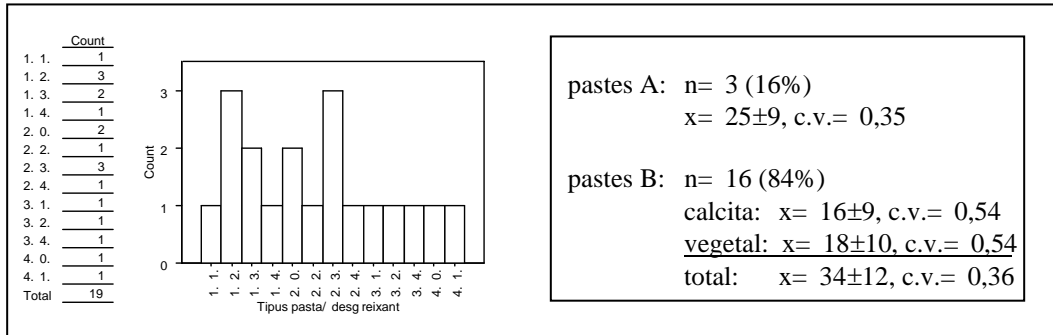 Count
1. 1. 1
1. 2. 3
1. 3. 2
1. 4. 1
2. 0. 2
2. 2. 1
2. 3. 3
2. 4. 1
3. 1. 1
3. 2. 1
3. 4. 1
4. 0. 1
4. 1. 1
Total 19
Count
3
2
1
0
1. 1.
1. 2.
1. 3.
1. 4.
2. 0.
2. 2.
2. 3.
2. 4.
3. 1.
3. 2.
3. 4.
4. 0.
4. 1.
Tipus pasta/ desg reixant
pastes A: n= 3 (16%)
x= 25±9, c.v.= 0,35
pastes B: n= 16 (84%)
calcita: x= 16±9, c.v.= 0,54
vegetal: x= 18±10, c.v.= 0,54
total: x= 34±12, c.v.= 0,36